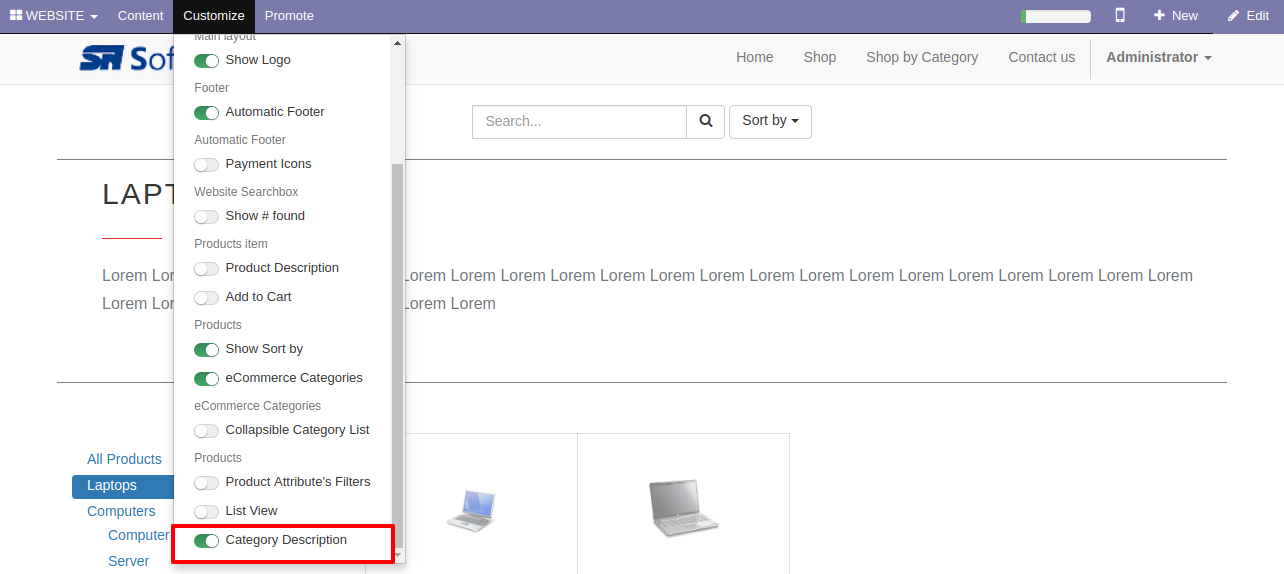 WEBSITE Content Customize Promote New Edit
Main layout
Sof Home Shop Shop by Category Contact us Administrator
Show Logo
Footer
Automatic Footer
Search... Sort by
Automatic Footer
Payment Icons
Website Searchbox
LAPT
Show # found
Products item
Product Description
Lorem Lor Lorem Lorem Lorem Lorem Lorem Lorem Lorem Lorem Lorem Lorem Lorem Lorem Lorem Lorem Lorem Lorem
Add to Cart
Lorem Lor Lorem Lorem
Products
Show Sort by
eCommerce Categories
eCommerce Categories
Collapsible Category List
All Products
Products
Laptops
Product Attribute's Filters
Computers
List View
Computer
Category Description
Server